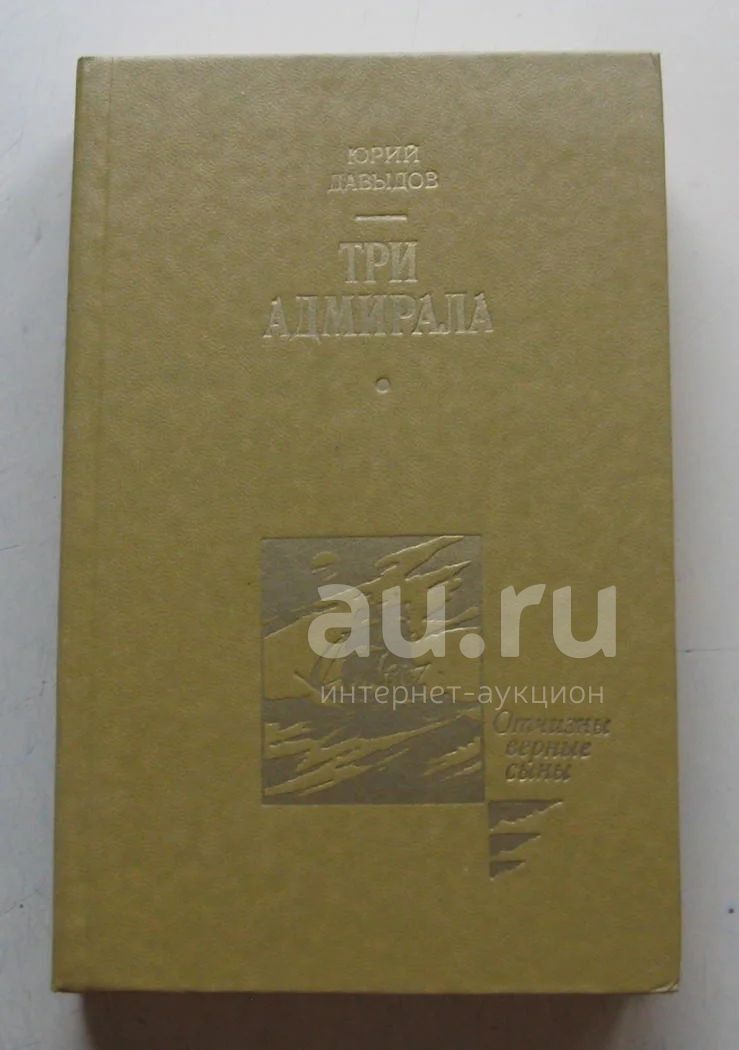 ЮРИЙ
ДАВЫДОВ
ТРИ
АДМИРАЛА
au.ru
интернет-аукцион
Отчизны
верные
сыны